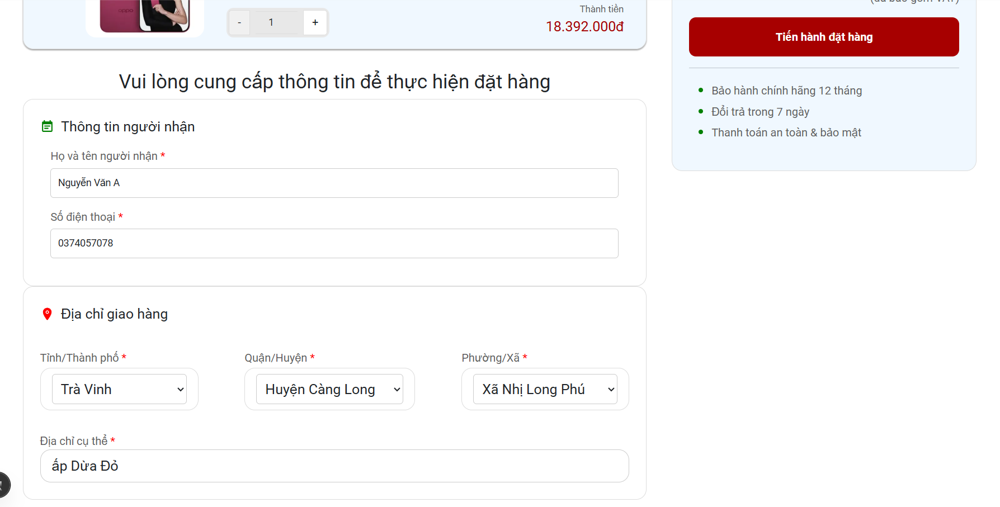 oppo
- 1 +
Thành tiền
18.392.000đ
Vui lòng cung cấp thông tin để thực hiện đặt hàng
Thông tin người nhận
Họ và tên người nhận *
Nguyễn Văn A
Số điện thoại *
0374057078
Địa chỉ giao hàng
Tỉnh/Thành phố *
Trà Vinh
Quận/Huyện *
Huyện Càng Long
Phường/Xã *
Xã Nhị Long Phú
Địa chỉ cụ thể *
ấp Dừa Đỏ
(đã bao gồm VAT)
Tiến hành đặt hàng
Bảo hành chính hãng 12 tháng
Đổi trả trong 7 ngày
Thanh toán an toàn & bảo mật